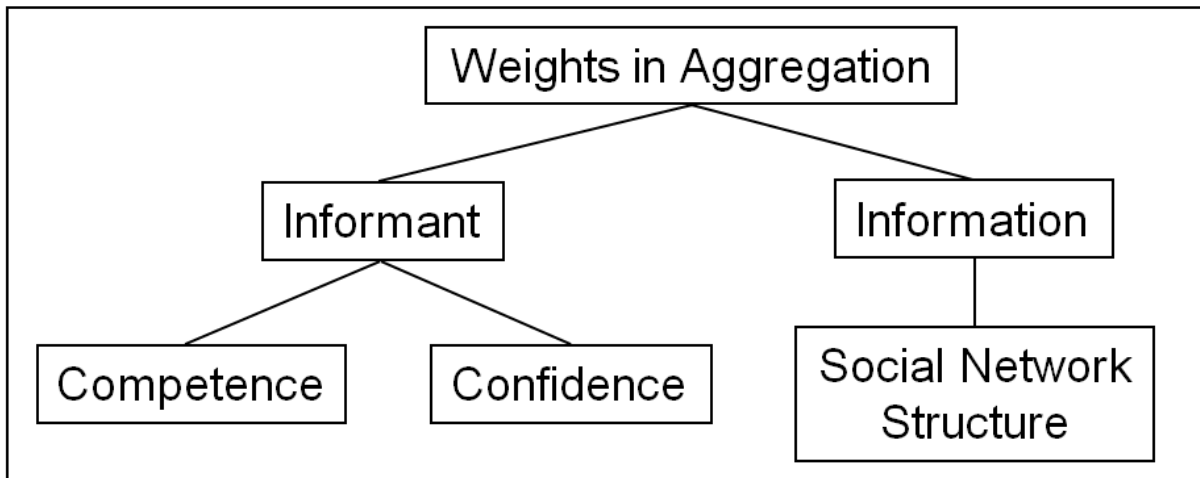 Weights in Aggregation
Informant
Information
Competence
Confidence
Social Network
Structure